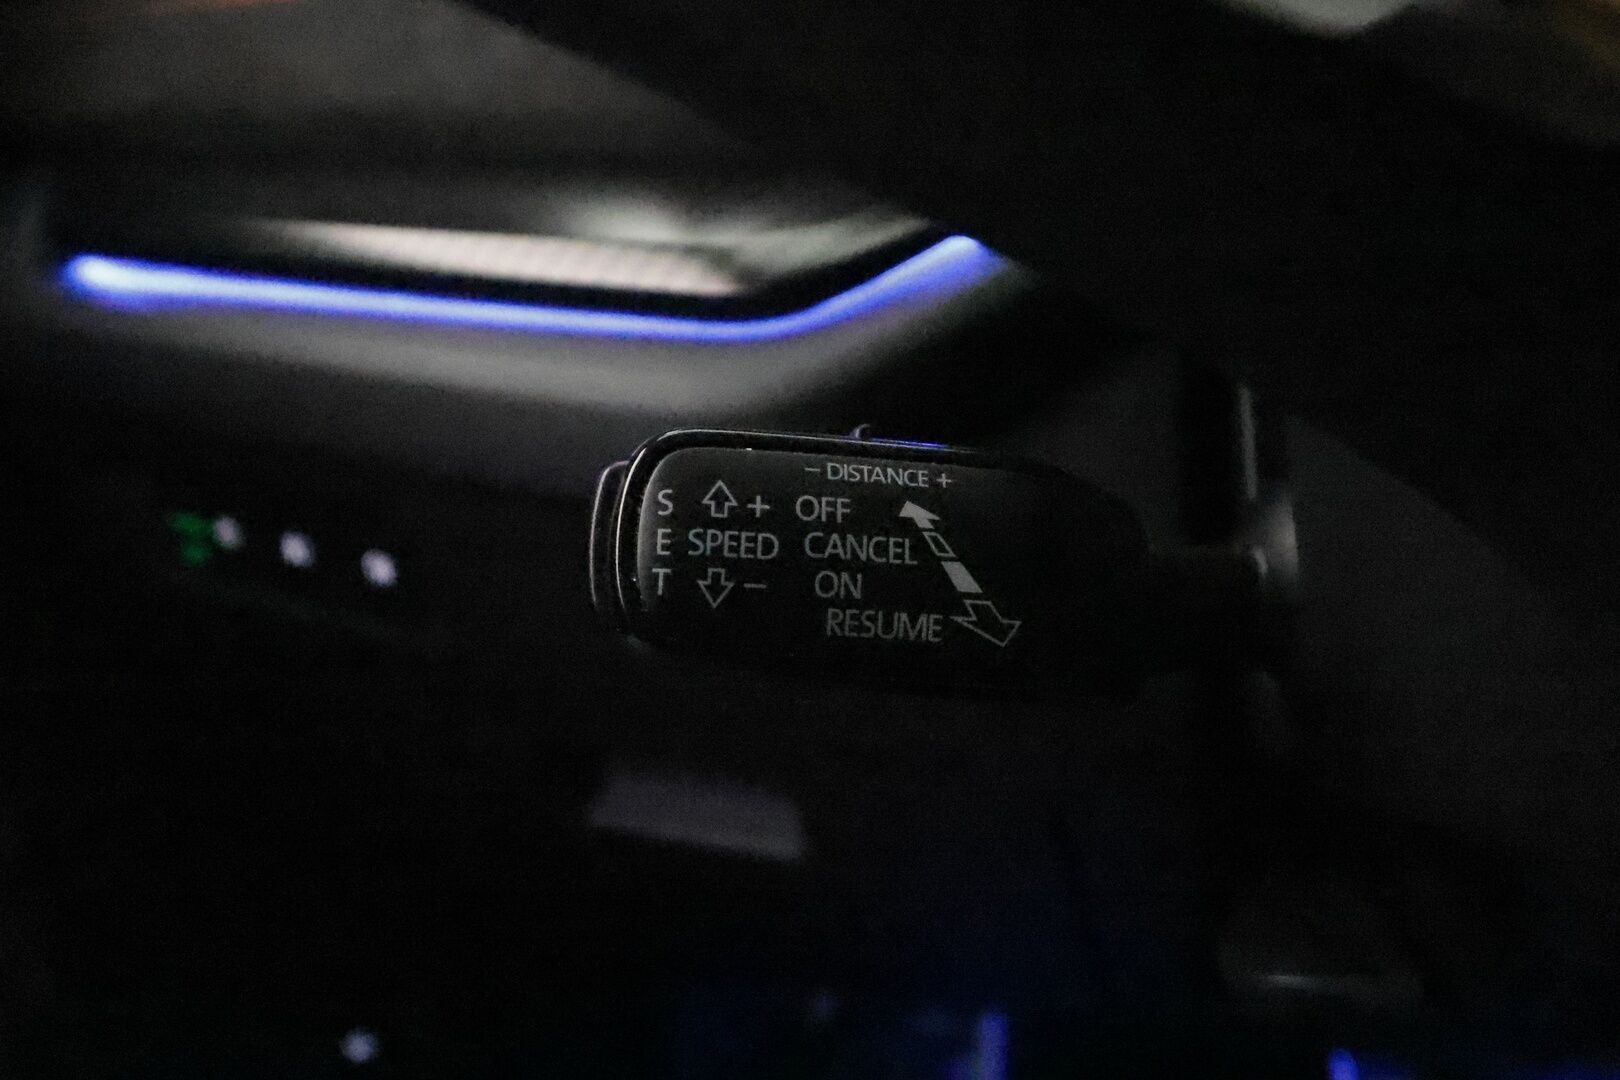 − DISTANCE +
S + OFF
E SPEED CANCEL
T − ON
RESUME